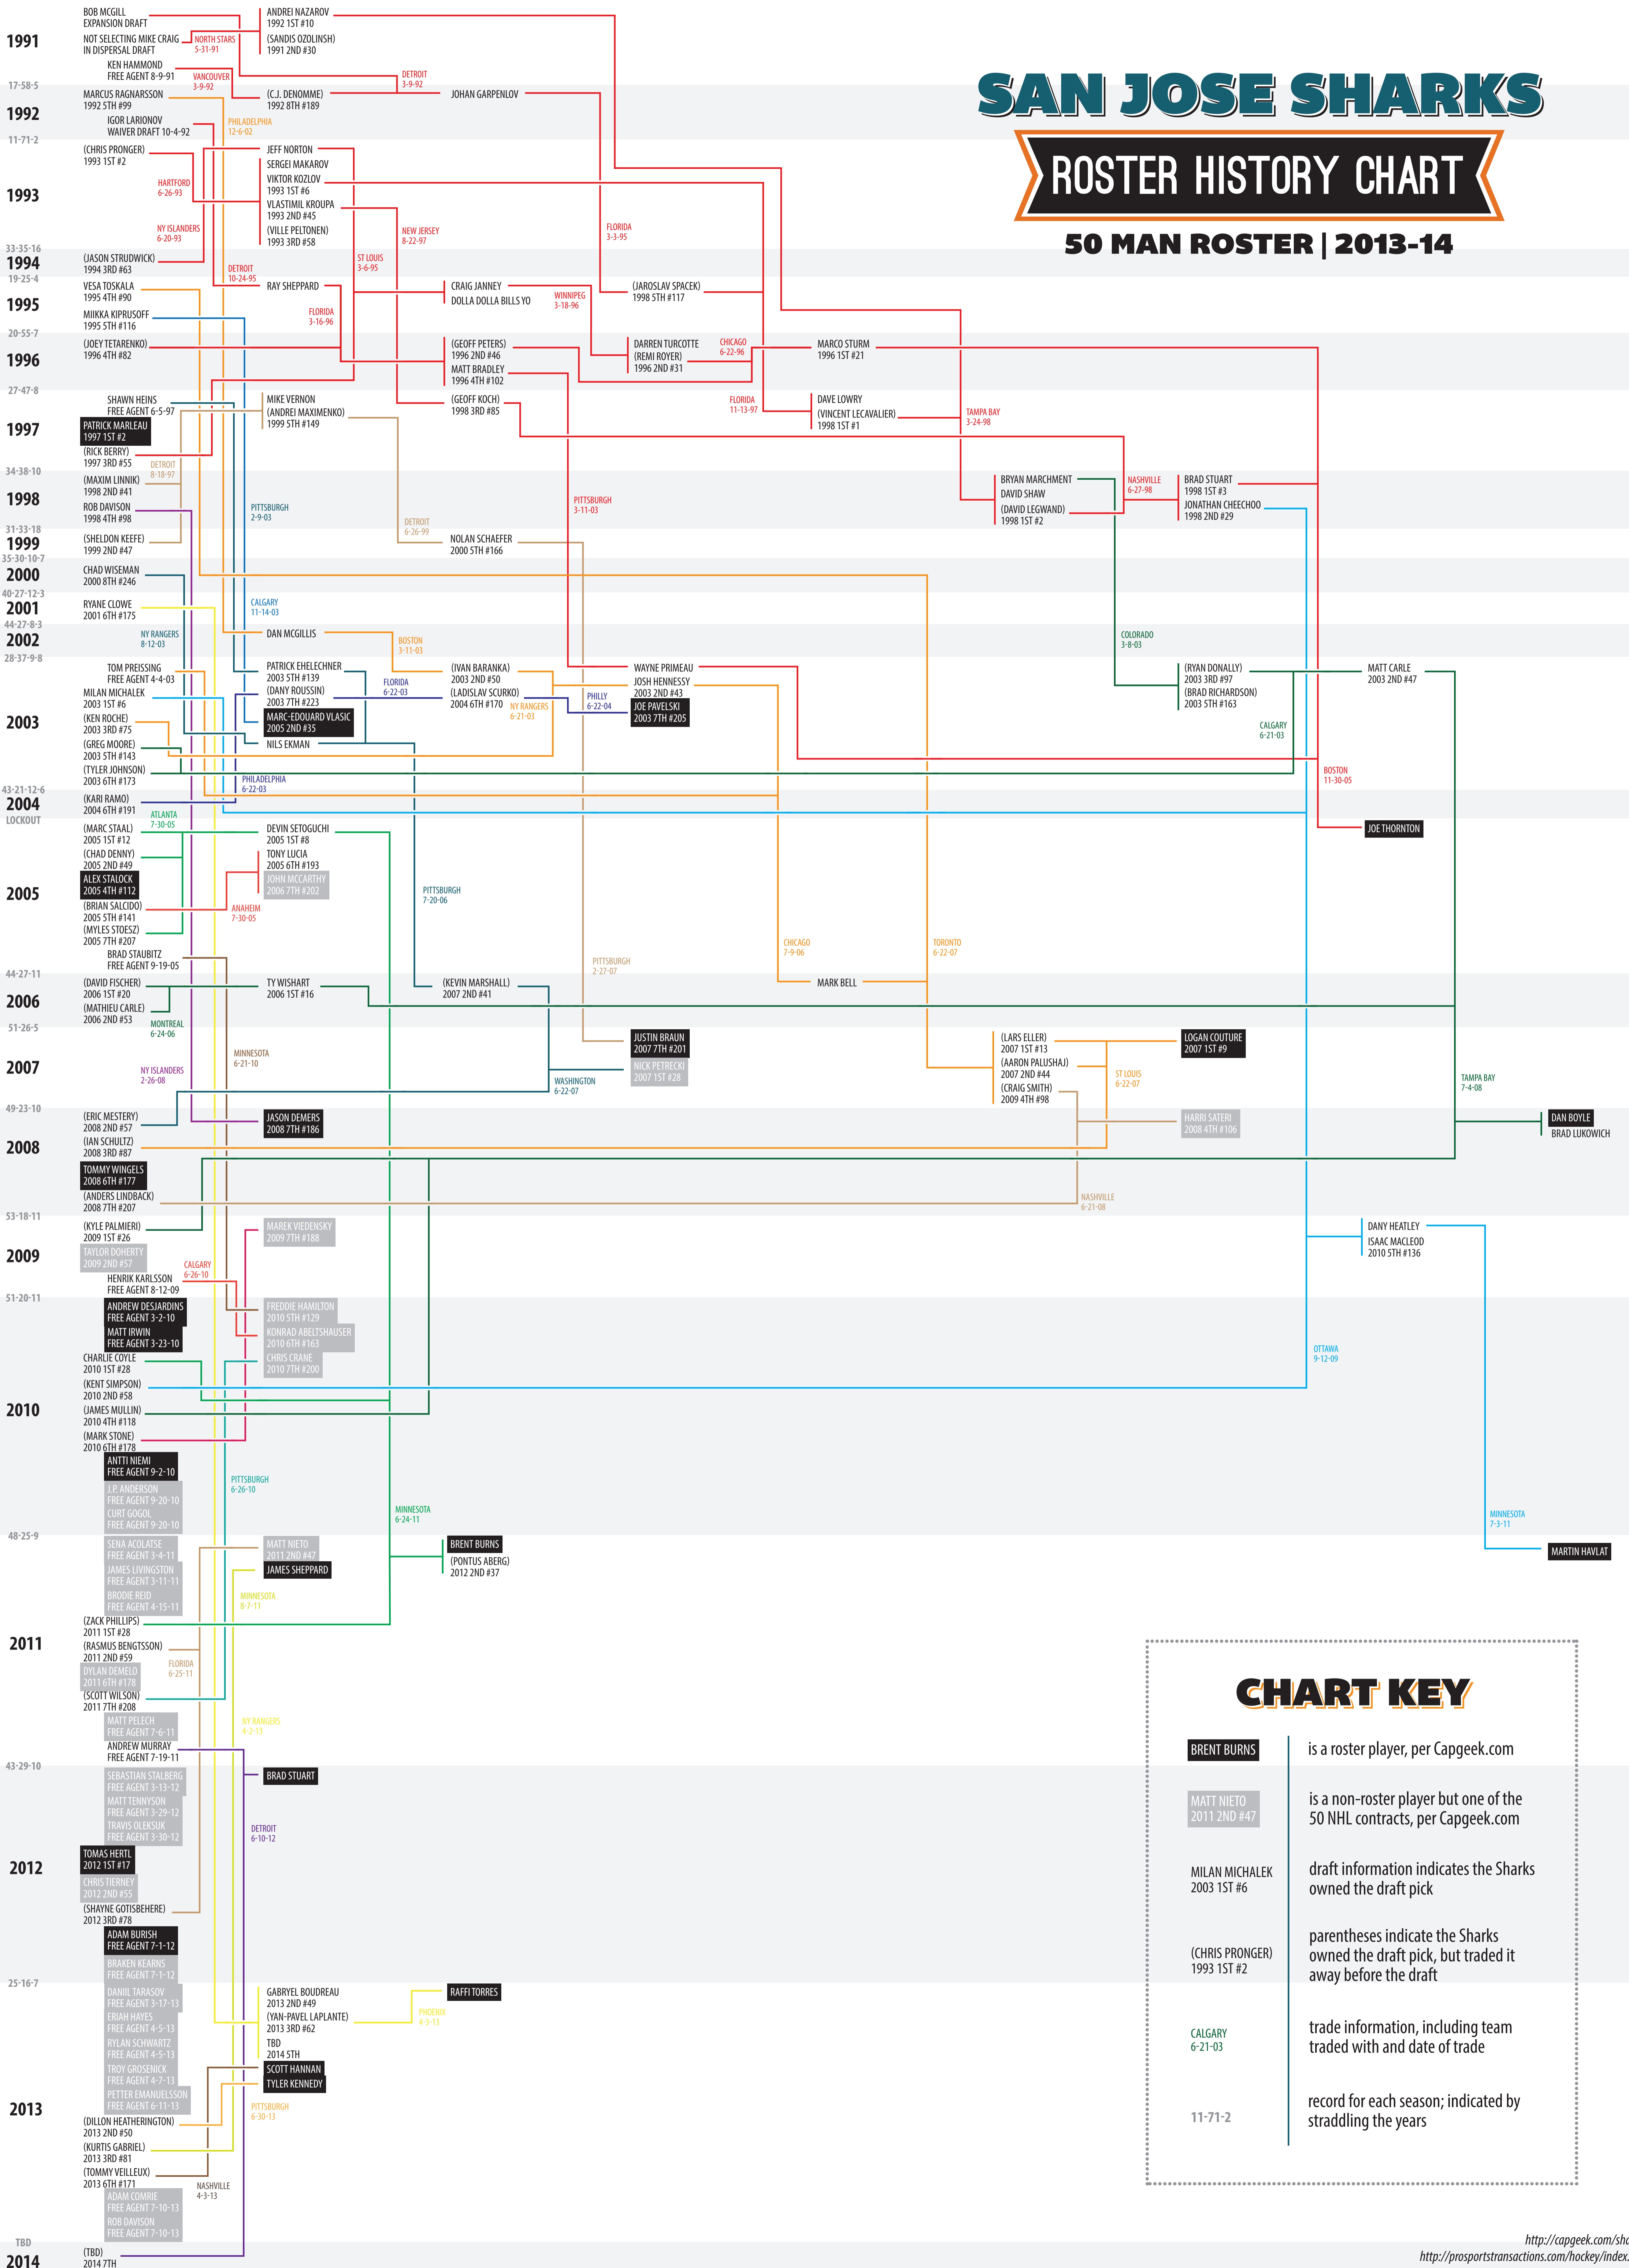 SAN JOSE SHARKS
ROSTER HISTORY CHART
50 MAN ROSTER | 2013-14
1991
BOB MCGILL
EXPANSION DRAFT
NOT SELECTING MIKE CRAIG
IN DISPERSAL DRAFT
NORTH STARS
5-31-91
ANDREI NAZAROV
1992 1ST #10
(SANDIS OZOLINSH)
1991 2ND #30
KEN HAMMOND
FREE AGENT 8-9-91
VANCOUVER
3-9-92
DETROIT
3-9-92
17-58-5
1992
MARCUS RAGNARSSON
1992 5TH #99
(C.J. DENOMME)
1992 8TH #189
JOHAN GARPENLOV
IGOR LARIONOV
WAIVER DRAFT 10-4-92
PHILADELPHIA
12-6-02
11-71-2
1993
(CHRIS PRONGER)
1993 1ST #2
JEFF NORTON
SERGEI MAKAROV
VIKTOR KOZLOV
1993 1ST #6
VLASTIMIL KROUPA
1993 2ND #45
(VILLE PELTONEN)
1993 3RD #58
HARTFORD
6-26-93
NY ISLANDERS
6-20-93
NEW JERSEY
8-22-97
FLORIDA
3-3-95
33-35-16
1994
(JASON STRUDWICK)
1994 3RD #63
DETROIT
10-24-95
ST LOUIS
3-6-95
19-25-4
1995
VESA TOSKALA
1995 4TH #90
RAY SHEPPARD
CRAIG JANNEY
DOLLA DOLLA BILLS YO
WINNIPEG
3-18-96
(JAROSLAV SPACEK)
1998 5TH #117
MIIKKA KIPRUSOFF
1995 5TH #116
FLORIDA
3-16-96
20-55-7
1996
(JOEY TETARENKO)
1996 4TH #82
(GEOFF PETERS)
1996 2ND #46
MATT BRADLEY
1996 4TH #102
DARREN TURCOTTE
(REMI ROYER)
1996 2ND #31
CHICAGO
6-22-96
MARCO STURM
1996 1ST #21
27-47-8
1997
SHAWN HEINS
FREE AGENT 6-5-97
PATRICK MARLEAU
1997 1ST #2
(RICK BERRY)
1997 3RD #55
DETROIT
8-18-97
MIKE VERNON
(ANDREI MAXIMENKO)
1999 5TH #149
(GEOFF KOCH)
1998 3RD #85
FLORIDA
11-13-97
DAVE LOWRY
(VINCENT LECAVALIER)
1998 1ST #1
TAMPA BAY
3-24-98
34-38-10
1998
(MAXIM LINNIK)
1998 2ND #41
ROB DAVISON
1998 4TH #98
PITTSBURGH
2-9-03
DETROIT
6-26-99
PITTSBURGH
3-11-03
BRYAN MARCHMENT
DAVID SHAW
(DAVID LEGWAND)
1998 1ST #2
NASHVILLE
6-27-98
BRAD STUART
1998 1ST #3
JONATHAN CHEECHOO
1998 2ND #29
31-33-18
1999
(SHELDON KEEFE)
1999 2ND #47
NOLAN SCHAEFER
2000 5TH #166
35-30-10-7
2000
CHAD WISEMAN
2000 8TH #246
40-27-12-3
2001
RYANE CLOWE
2001 6TH #175
CALGARY
11-14-03
44-27-8-3
2002
NY RANGERS
8-12-03
DAN MCGILLIS
BOSTON
3-11-03
COLORADO
3-8-03
28-37-9-8
2003
TOM PREISSING
FREE AGENT 4-4-03
MILAN MICHALEK
2003 1ST #6
(KEN ROCHE)
2003 3RD #75
(GREG MOORE)
2003 5TH #143
(TYLER JOHNSON)
2003 6TH #173
PATRICK EHELECHNER
2003 5TH #139
(DANY ROUSSIN)
2003 7TH #223
MARC-EDOUARD VLASIC
2005 2ND #35
NILS EKMAN
PHILADELPHIA
6-22-03
FLORIDA
6-22-03
(IVAN BARANKA)
2003 2ND #50
(LADISLAV SCURKO)
2004 6TH #170
NY RANGERS
6-21-03
PHILLY
6-22-04
WAYNE PRIMEAU
JOSH HENNESSY
2003 2ND #43
JOE PAVELSKI
2003 7TH #205
(RYAN DONALLY)
2003 3RD #97
(BRAD RICHARDSON)
2003 5TH #163
CALGARY
6-21-03
MATT CARLE
2003 2ND #47
BOSTON
11-30-05
43-21-12-6
2004
(KARI RAMO)
2004 6TH #191
LOCKOUT
ATLANTA
7-30-05
2005
(MARC STAAL)
2005 1ST #12
(CHAD DENNY)
2005 2ND #49
ALEX STALOCK
2005 4TH #112
(BRIAN SALCIDO)
2005 5TH #141
(MYLES STOESZ)
2005 7TH #207
BRAD STAUBITZ
FREE AGENT 9-19-05
DEVIN SETOGUCHI
2005 1ST #8
TONY LUCIA
2005 6TH #193
JOHN MCCARTHY
2006 7TH #202
ANAHEIM
7-30-05
PITTSBURGH
7-20-06
JOE THORNTON
PITTSBURGH
2-27-07
CHICAGO
7-9-06
TORONTO
6-22-07
44-27-11
2006
(DAVID FISCHER)
2006 1ST #20
(MATHIEU CARLE)
2006 2ND #53
MONTREAL
6-24-06
TY WISHART
2006 1ST #16
(KEVIN MARSHALL)
2007 2ND #41
MARK BELL
51-26-5
2007
MINNESOTA
6-21-10
NY ISLANDERS
2-26-08
WASHINGTON
6-22-07
JUSTIN BRAUN
2007 7TH #201
NICK PETRECKI
2007 1ST #28
(LARS ELLER)
2007 1ST #13
(AARON PALUSHAJ)
2007 2ND #44
(CRAIG SMITH)
2009 4TH #98
ST LOUIS
6-22-07
LOGAN COUTURE
2007 1ST #9
TAMPA BAY
7-4-08
49-23-10
2008
(ERIC MESTERY)
2008 2ND #57
(IAN SCHULTZ)
2008 3RD #87
TOMMY WINGELS
2008 6TH #177
(ANDERS LINDBACK)
2008 7TH #207
JASON DEMERS
2008 7TH #186
HARRI SATERI
2008 4TH #106
DAN BOYLE
BRAD LUKOWICH
NASHVILLE
6-21-08
53-18-11
2009
(KYLE PALMIERI)
2009 1ST #26
TAYLOR DOHERTY
2009 2ND #57
HENRIK KARLSSON
FREE AGENT 8-12-09
CALGARY
6-26-10
MAREK VIEDENSKY
2009 7TH #188
DANY HEATLEY
ISAAC MACLEOD
2010 5TH #136
51-20-11
2010
ANDREW DESJARDINS
FREE AGENT 3-2-10
MATT IRWIN
FREE AGENT 3-23-10
CHARLIE COYLE
2010 1ST #28
(KENT SIMPSON)
2010 2ND #58
(JAMES MULLIN)
2010 4TH #118
(MARK STONE)
2010 6TH #178
ANTTI NIEMI
FREE AGENT 9-2-10
J.P. ANDERSON
FREE AGENT 9-20-10
CURT GOGOL
FREE AGENT 9-20-10
FREDDIE HAMILTON
2010 5TH #129
KONRAD ABELTSHAUSER
2010 6TH #163
CHRIS CRANE
2010 7TH #200
PITTSBURGH
6-26-10
MINNESOTA
6-24-11
OTTAWA
9-12-09
MINNESOTA
7-3-11
48-25-9
2011
SENA ACOLATSE
FREE AGENT 3-4-11
JAMES LIVINGSTON
FREE AGENT 3-11-11
BRODIE REID
FREE AGENT 4-15-11
(ZACK PHILLIPS)
2011 1ST #28
(RASMUS BENGTSSON)
2011 2ND #59
DYLAN DEMELO
2011 6TH #178
(SCOTT WILSON)
2011 7TH #208
MATT PELECH
FREE AGENT 7-6-11
ANDREW MURRAY
FREE AGENT 7-19-11
MATT NIETO
2011 2ND #47
JAMES SHEPPARD
MINNESOTA
8-7-11
FLORIDA
6-25-11
NY RANGERS
4-2-13
BRENT BURNS
(PONTUS ABERG)
2012 2ND #37
MARTIN HAVLAT
43-29-10
2012
SEBASTIAN STALBERG
FREE AGENT 3-13-12
MATT TENNYSON
FREE AGENT 3-29-12
TRAVIS OLEKSUK
FREE AGENT 3-30-12
TOMAS HERTL
2012 1ST #17
CHRIS TIERNEY
2012 2ND #55
(SHAYNE GOTISBEHERE)
2012 3RD #78
ADAM BURISH
FREE AGENT 7-1-12
BRAKEN KEARNS
FREE AGENT 7-1-12
BRAD STUART
DETROIT
6-10-12
25-16-7
2013
DANIIL TARASOV
FREE AGENT 3-17-13
ERIAH HAYES
FREE AGENT 4-5-13
RYLAN SCHWARTZ
FREE AGENT 4-5-13
TROY GROSENICK
FREE AGENT 4-7-13
PETTER EMANUELSSON
FREE AGENT 6-11-13
(DILLON HEATHERINGTON)
2013 2ND #50
(KURTIS GABRIEL)
2013 3RD #81
(TOMMY VEILLEUX)
2013 6TH #171
ADAM COMRIE
FREE AGENT 7-10-13
ROB DAVISON
FREE AGENT 7-10-13
GABRYEL BOUDREAU
2013 2ND #49
(YAN-PAVEL LAPLANTE)
2013 3RD #62
TBD
2014 5TH
SCOTT HANNAN
TYLER KENNEDY
PITTSBURGH
6-30-13
NASHVILLE
4-3-13
PHOENIX
4-3-13
RAFFI TORRES
TBD
2014
(TBD)
2014 7TH
CHART KEY
BRENT BURNS
is a roster player, per Capgeek.com
MATT NIETO
2011 2ND #47
is a non-roster player but one of the
50 NHL contracts, per Capgeek.com
MILAN MICHALEK
2003 1ST #6
draft information indicates the Sharks
owned the draft pick
(CHRIS PRONGER)
1993 1ST #2
parentheses indicate the Sharks
owned the draft pick, but traded it
away before the draft
CALGARY
6-21-03
trade information, including team
traded with and date of trade
11-71-2
record for each season; indicated by
straddling the years
http://capgeek.com/sha
http://prosportstransactions.com/hockey/index.